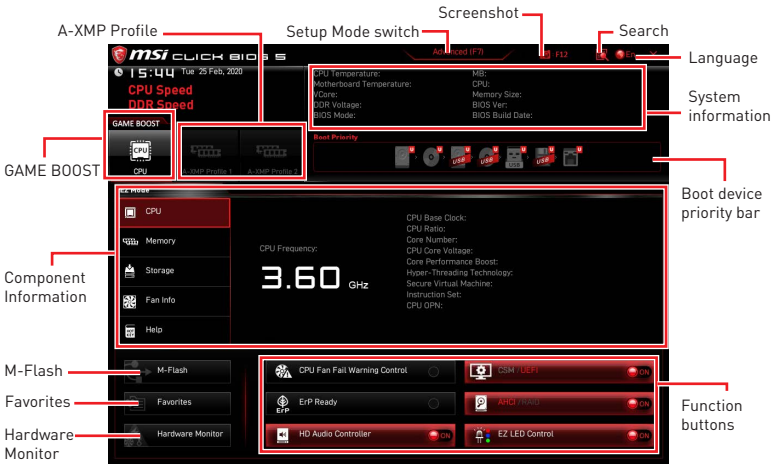 Screenshot
A-XMP Profile
Setup Mode switch
Search
msi CLICK BIOS 5
Advanced (F7)
F12
En
X
Language
15:44 Tue 25 Feb, 2020
CPU Speed
DDR Speed
CPU Temperature:
Motherboard Temperature:
VCore:
DDR Voltage:
BIOS Mode:
MB:
CPU:
Memory Size:
BIOS Ver:
BIOS Build Date:
System
information
GAME BOOST
CPU
CPU
A-XMP Profile 1
A-XMP Profile 2
Boot Priority
U
U
U
USB
U
USB
U
USB
U
USB
U
GAME BOOST
Boot device
priority bar
EZ Mode
CPU
Memory
Storage
Fan Info
Help
CPU Frequency:
3.60 GHz
CPU Base Clock:
CPU Ratio:
Core Number:
CPU Core Voltage:
Core Performance Boost:
Hyper-Threading Technology:
Secure Virtual Machine:
Instruction Set:
CPU OPN:
Component
Information
M-Flash
M-Flash
Favorites
Favorites
Hardware
Monitor
Hardware Monitor
CPU Fan Fail Warning Control
CSM /UEFI
ON
ErP
ErP Ready
AHCI /RAID
ON
HD Audio Controller
ON
EZ LED Control
ON
Function
buttons